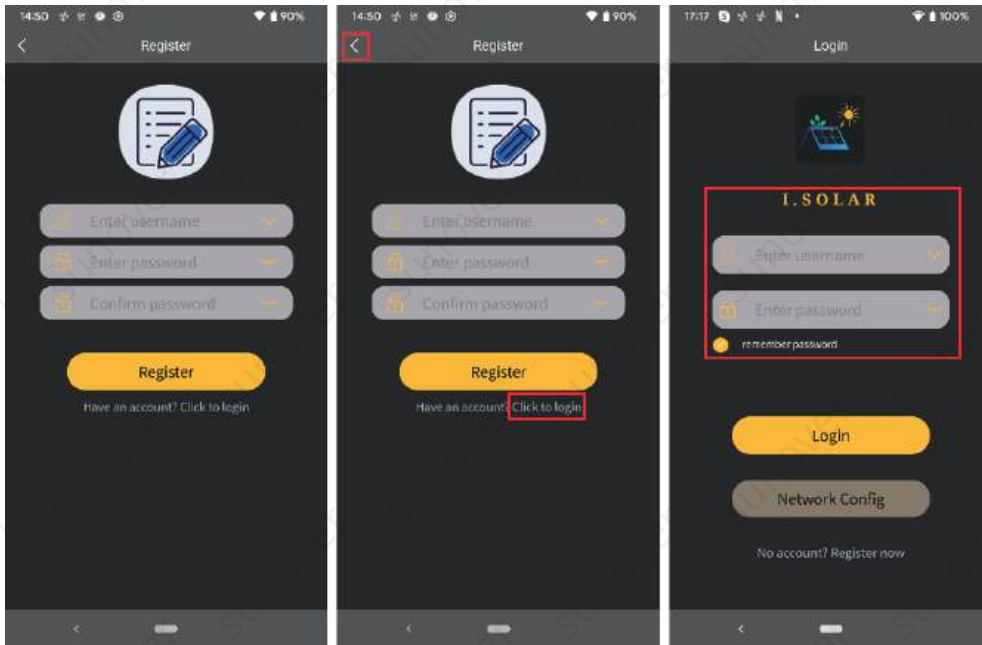 14:50 90%
Register
Enter username
Enter password
Confirm password
Register
Have an account? Click to login
14:50 90%
Register
Enter username
Enter password
Confirm password
Register
Have an account? Click to login
17:17 100%
Login
I.SOLAR
Enter username
Enter password
remember password
Login
Network Config
No account? Register now